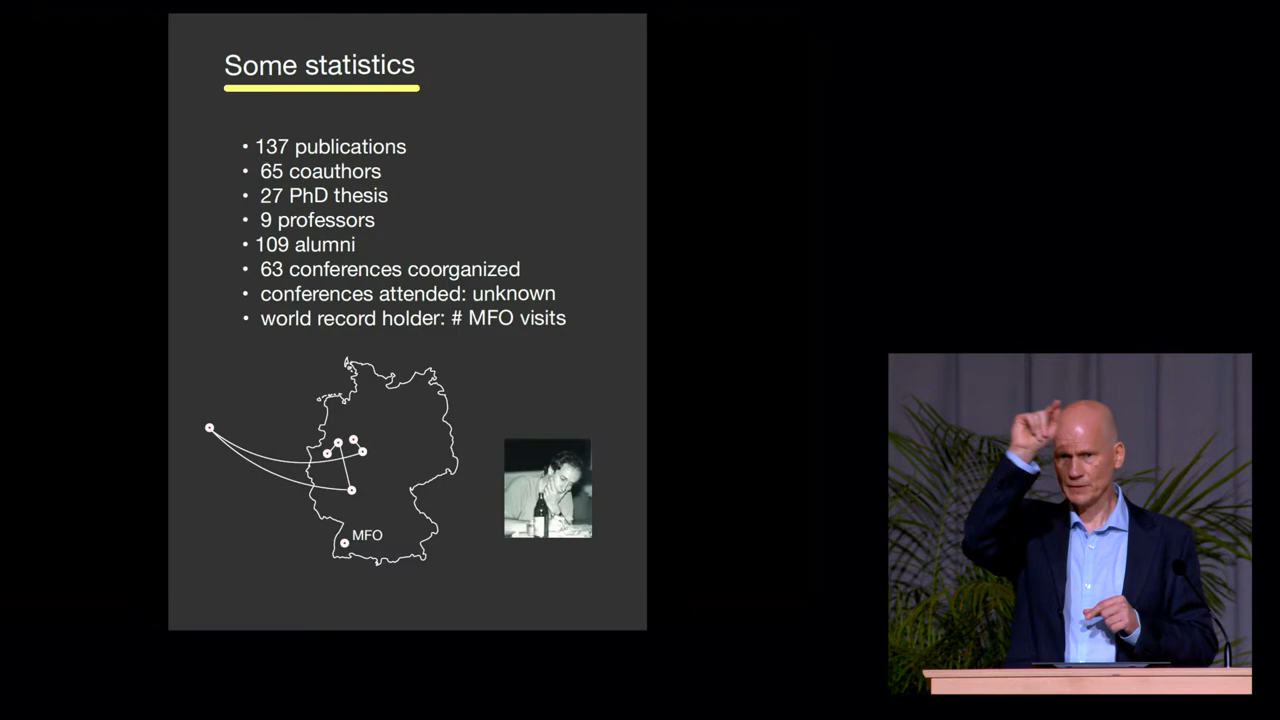 Some statistics
• 137 publications
• 65 coauthors
• 27 PhD thesis
• 9 professors
• 109 alumni
• 63 conferences coorganized
• conferences attended: unknown
• world record holder: # MFO visits
MFO